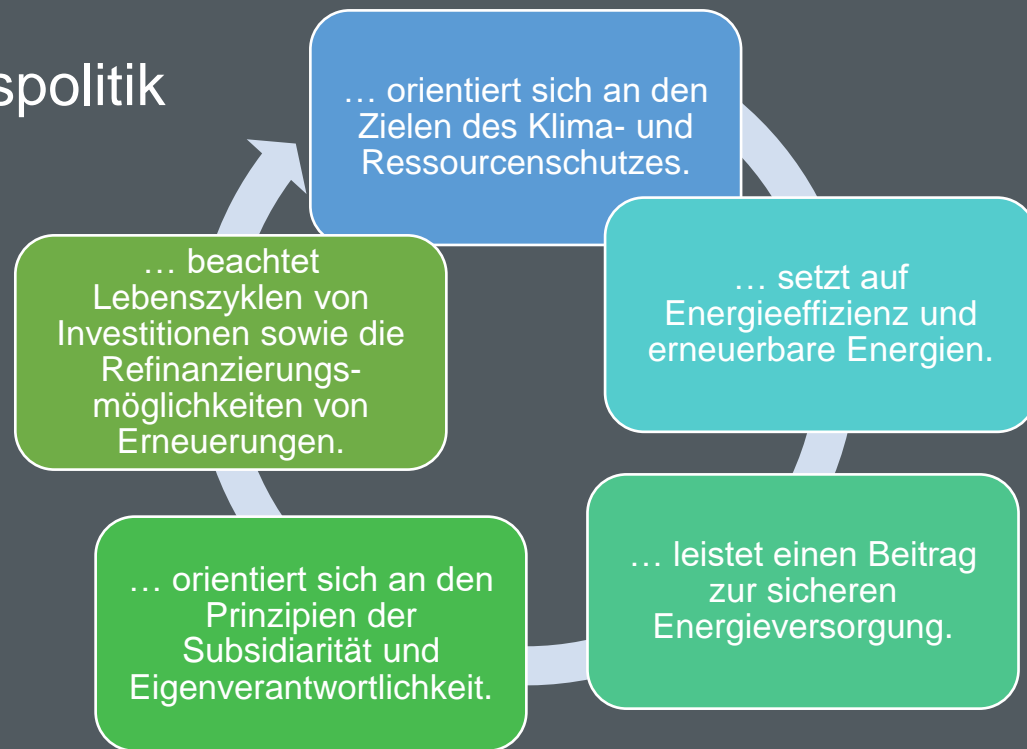 spolitik
… orientiert sich an den
Zielen des Klima- und
Ressourcenschutzes.
… setzt auf
Energieeffizienz und
erneuerbare Energien.
… leistet einen Beitrag
zur sicheren
Energieversorgung.
… orientiert sich an den
Prinzipien der
Subsidiarität und
Eigenverantwortlichkeit.
… beachtet
Lebenszyklen von
Investitionen sowie die
Refinanzierungs-
möglichkeiten von
Erneuerungen.